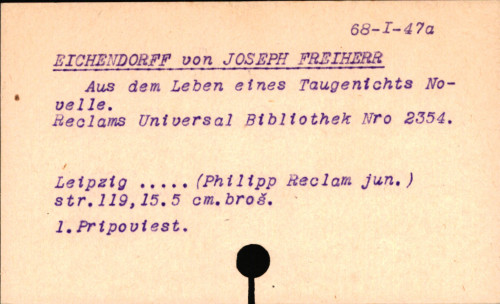 68-I-47a
EICHENDORFF von JOSEPH FREIHERR
Aus dem Leben eines Taugenichts No-
velle.
Reclams Universal Bibliothek Nro 2354.
Leipzig ..... (Philipp Reclam jun.)
str.119,15.5 cm.broš.
1.Pripoviest.